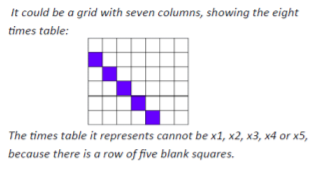 It could be a grid with seven columns, showing the eight
times table:
The times table it represents cannot be x1, x2, x3, x4 or x5,
because there is a row of five blank squares.